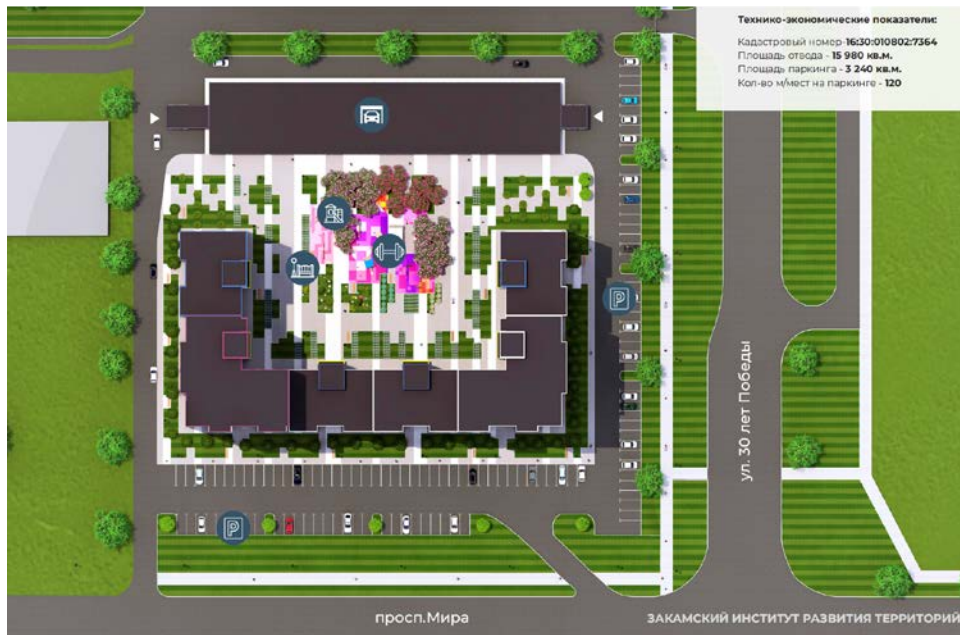 Технико-экономические показатели:
Кадастровый номер-16:30:010802:7364
Площадь отвода - 15 980 кв.м.
Площадь паркинга - 3 240 кв.м.
Кол-во м/мест на паркинге - 120
P
ул. 30 лет Победы
P
просп.Мира
ЗАКАМСКИЙ ИНСТИТУТ РАЗВИТИЯ ТЕРРИТОРИЙ